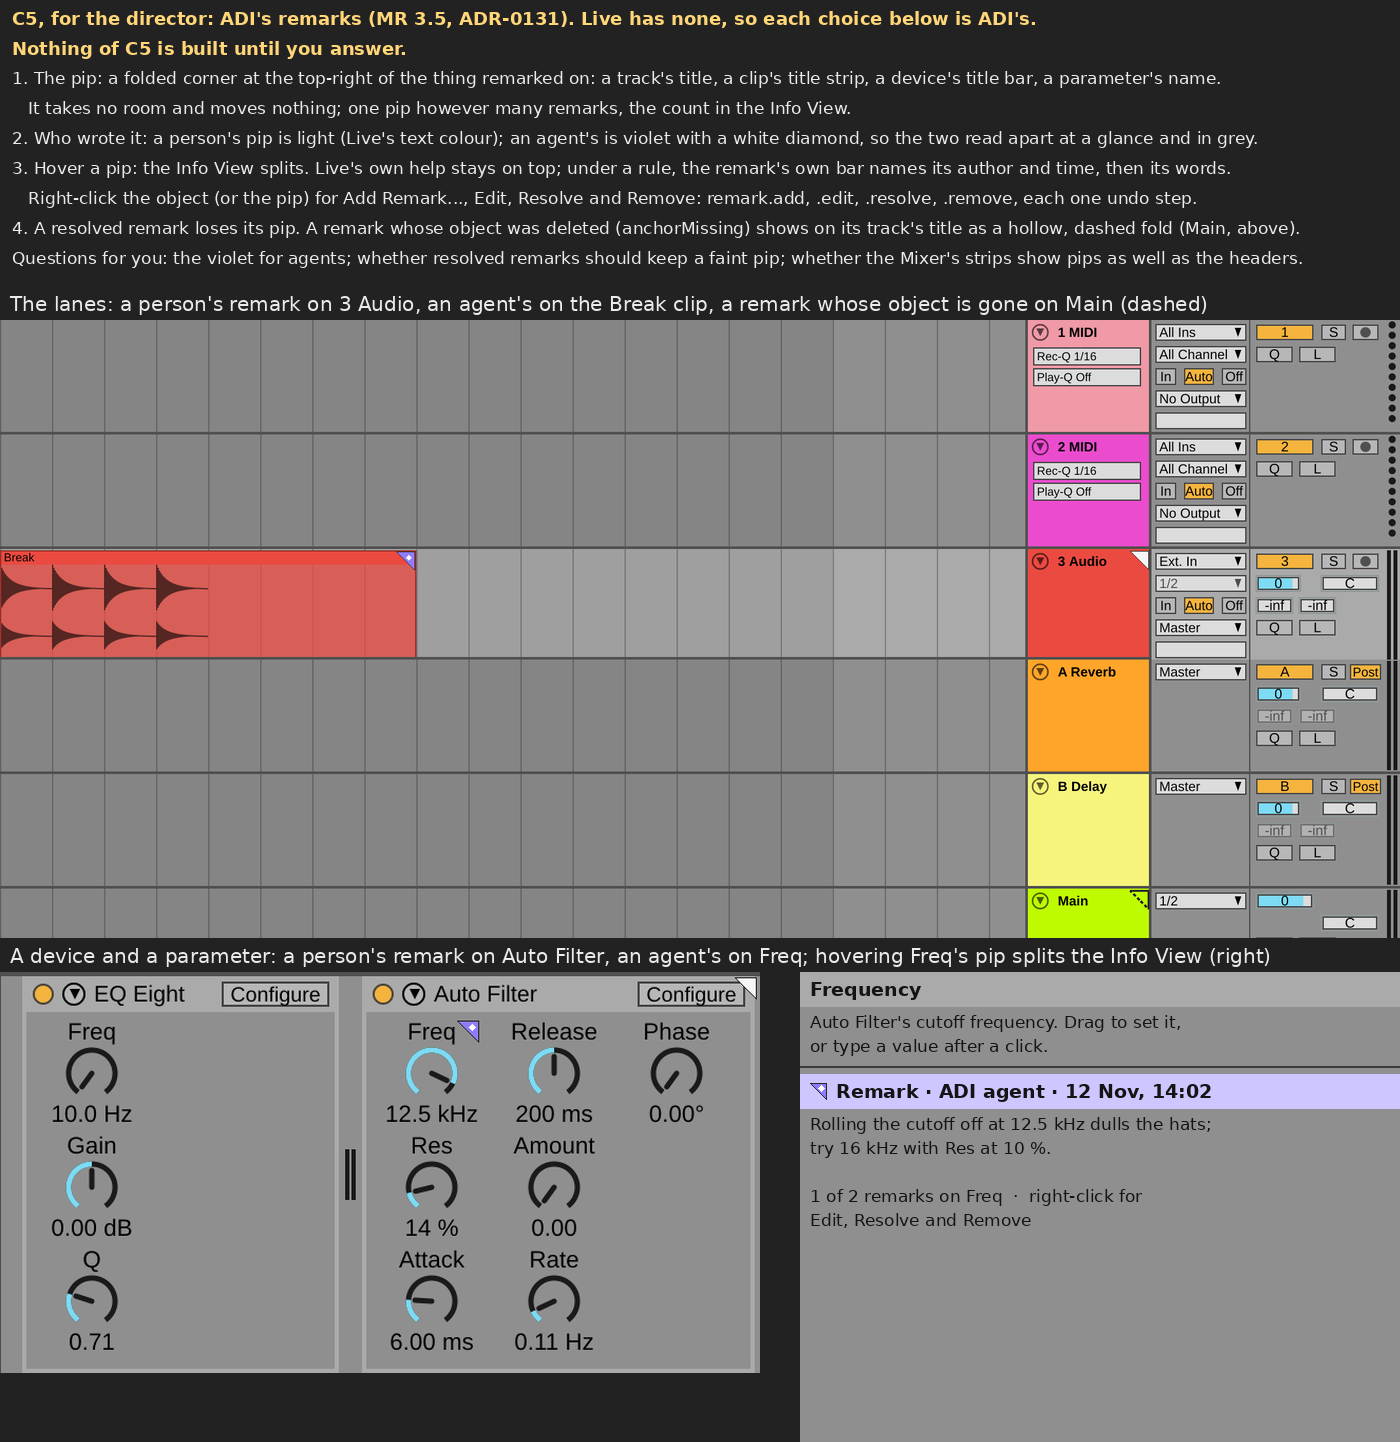 C5, for the director: ADI's remarks (MR 3.5, ADR-0131). Live has none, so each choice below is ADI's.
Nothing of C5 is built until you answer.
1. The pip: a folded corner at the top-right of the thing remarked on: a track's title, a clip's title strip, a device's title bar, a parameter's name.
It takes no room and moves nothing; one pip however many remarks, the count in the Info View.
2. Who wrote it: a person's pip is light (Live's text colour); an agent's is violet with a white diamond, so the two read apart at a glance and in grey.
3. Hover a pip: the Info View splits. Live's own help stays on top; under a rule, the remark's own bar names its author and time, then its words.
Right-click the object (or the pip) for Add Remark..., Edit, Resolve and Remove: remark.add, .edit, .resolve, .remove, each one undo step.
4. A resolved remark loses its pip. A remark whose object was deleted (anchorMissing) shows on its track's title as a hollow, dashed fold (Main, above).
Questions for you: the violet for agents; whether resolved remarks should keep a faint pip; whether the Mixer's strips show pips as well as the headers.
The lanes: a person's remark on 3 Audio, an agent's on the Break clip, a remark whose object is gone on Main (dashed)
1 MIDI All Ins 1 S
Rec-Q 1/16 All Channel Q L
Play-Q Off In Auto Off
No Output
2 MIDI All Ins 2 S
Rec-Q 1/16 All Channel Q L
Play-Q Off In Auto Off
No Output
Break 3 Audio Ext. In 3 S
1/2 0 C
In Auto Off -inf -inf
Master Q L
A Reverb Master A S Post
0 C
-inf -inf
Q L
B Delay Master B S Post
0 C
-inf -inf
Q L
Main 1/2 0
C
A device and a parameter: a person's remark on Auto Filter, an agent's on Freq; hovering Freq's pip splits the Info View (right)
EQ Eight Configure
Freq
10.0 Hz
Gain
0.00 dB
Q
0.71
Auto Filter Configure
Freq Release Phase
12.5 kHz 200 ms 0.00°
Res Amount
14 % 0.00
Attack Rate
6.00 ms 0.11 Hz
Frequency
Auto Filter's cutoff frequency. Drag to set it,
or type a value after a click.
Remark · ADI agent · 12 Nov, 14:02
Rolling the cutoff off at 12.5 kHz dulls the hats;
try 16 kHz with Res at 10 %.
1 of 2 remarks on Freq · right-click for
Edit, Resolve and Remove